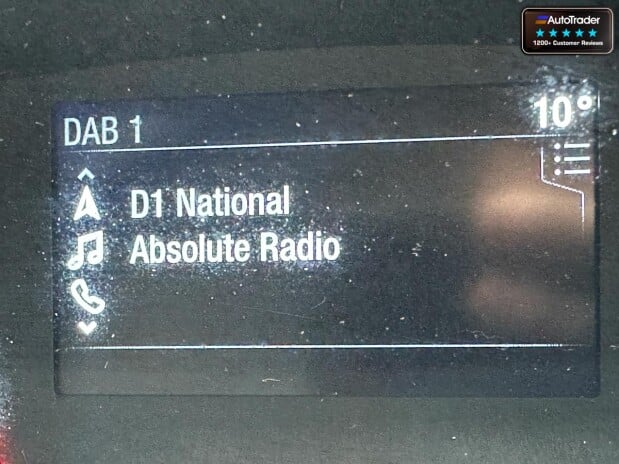 AutoTrader
1200+ Customer Reviews
DAB 1
10°
D1 National
Absolute Radio